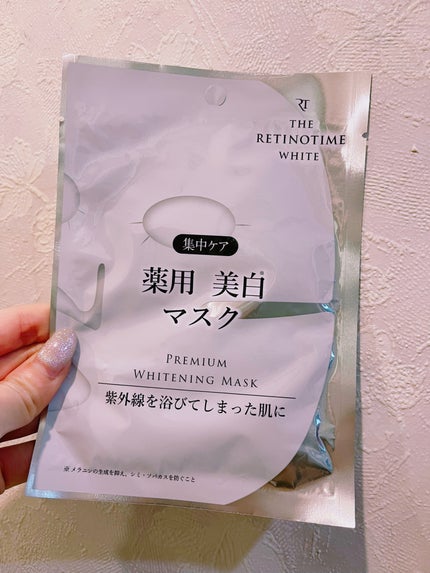 RT
THE
RETINOTIME
WHITE
集中ケア
薬用 美白※
マスク
PREMIUM
WHITENING MASK
紫外線を浴びてしまった肌に
※メラニンの生成を抑え、シミ・ソバカスを防ぐこと